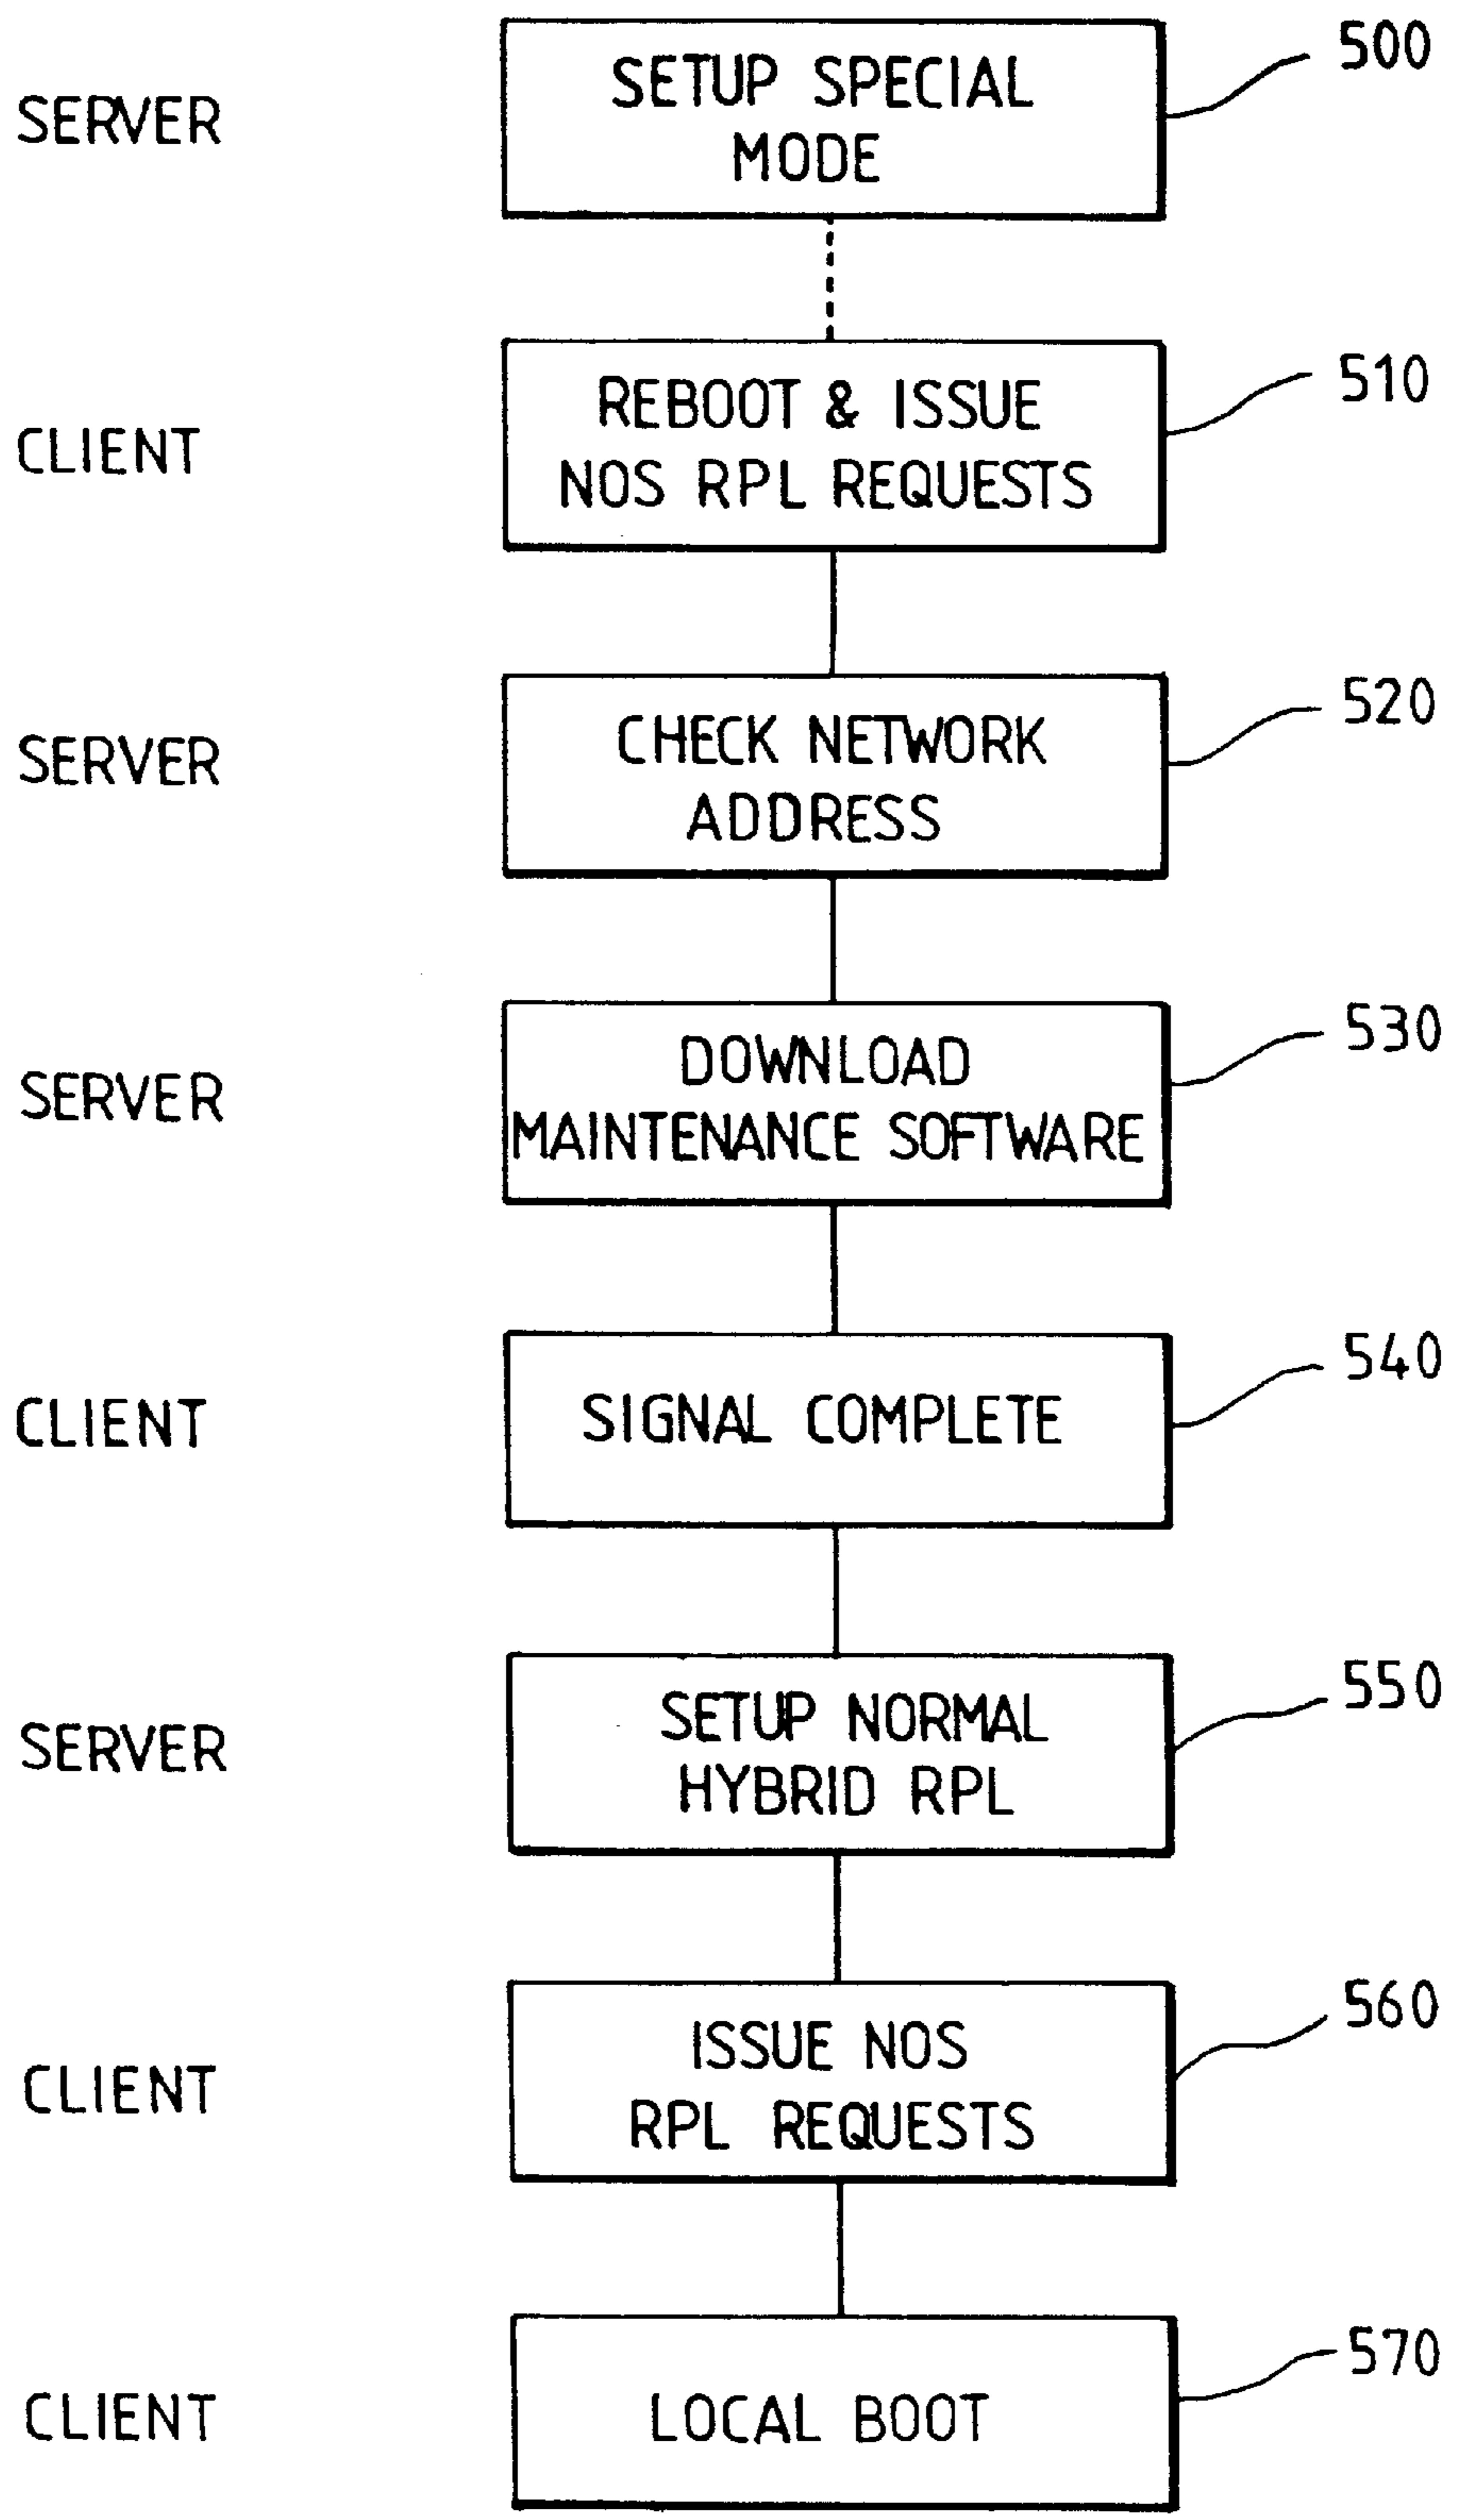 500
SERVER
SETUP SPECIAL
MODE
510
CLIENT
REBOOT & ISSUE
NOS RPL REQUESTS
520
SERVER
CHECK NETWORK
ADDRESS
530
SERVER
DOWNLOAD
MAINTENANCE SOFTWARE
540
CLIENT
SIGNAL COMPLETE
550
SERVER
SETUP NORMAL
HYBRID RPL
560
CLIENT
ISSUE NOS
RPL REQUESTS
570
CLIENT
LOCAL BOOT